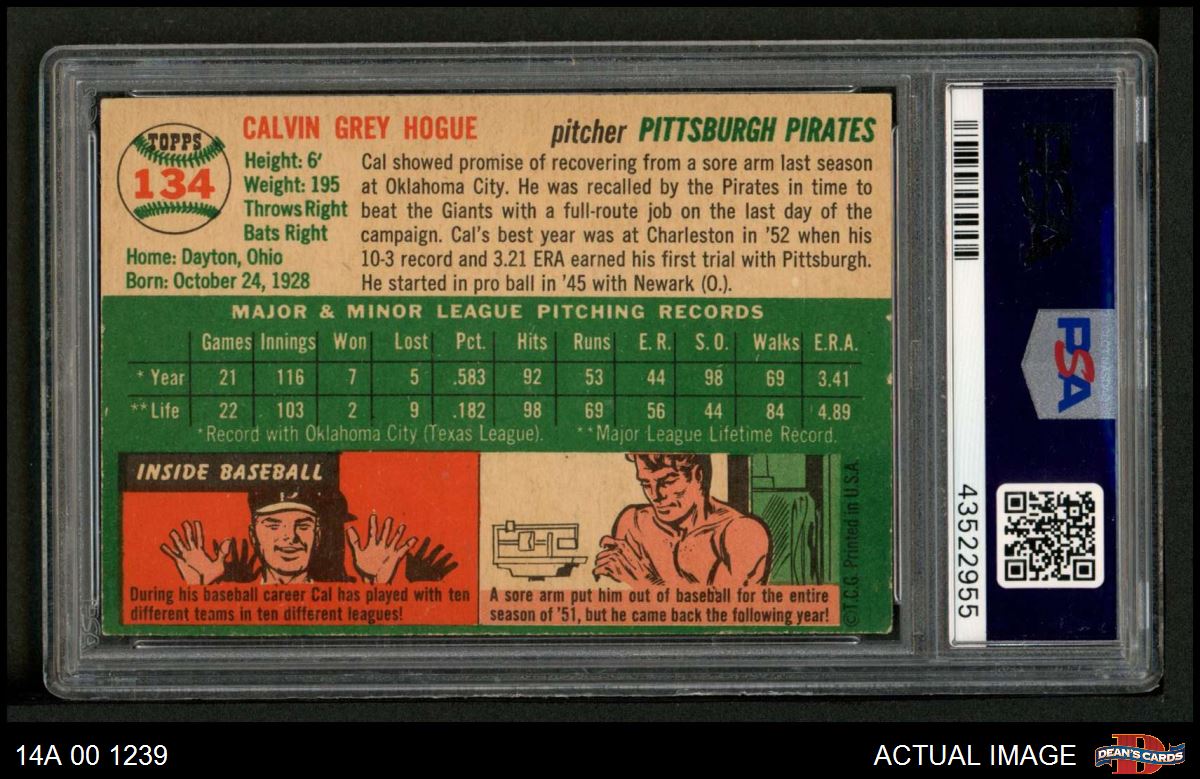 TOPPS
134
CALVIN GREY HOGUE
pitcher PITTSBURGH PIRATES
Height: 6'
Weight: 195
Throws Right
Bats Right
Home: Dayton, Ohio
Born: October 24, 1928
Cal showed promise of recovering from a sore arm last season
at Oklahoma City. He was recalled by the Pirates in time to
beat the Giants with a full-route job on the last day of the
campaign. Cal's best year was at Charleston in '52 when his
10-3 record and 3.21 ERA earned his first trial with Pittsburgh.
He started in pro ball in '45 with Newark (O.).
MAJOR & MINOR LEAGUE PITCHING RECORDS
Games Innings Won Lost Pct. Hits Runs E. R. S. O. Walks E.R.A.
* Year 21 116 7 5 .583 92 53 44 98 69 3.41
** Life 22 103 2 9 .182 98 69 56 44 84 4.89
*Record with Oklahoma City (Texas League). **Major League Lifetime Record.
INSIDE BASEBALL
During his baseball career Cal has played with ten
different teams in ten different leagues!
A sore arm put him out of baseball for the entire
season of '51, but he came back the following year!
©T.C.G. Printed in U.S.A.
PSA
PSA
43522955
14A 00 1239
ACTUAL IMAGE
DEAN'S CARDS